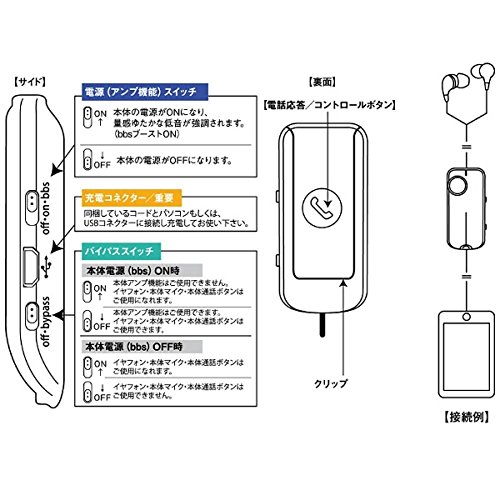 【サイド】
電源（アンプ機能）スイッチ
ON
↑
本体の電源がONになり、
量感ゆたかな低音が強調されます。
（bbsブーストON）
↓
OFF
本体の電源がOFFになります。
充電コネクター／重要
同梱しているコードとパソコンもしくは、
USBコネクターに接続し充電してお使い下さい。
バイパススイッチ
本体電源（bbs）ON時
ON
↑
本体アンプ機能はご使用できません。
イヤフォン・本体マイク・本体通話ボタンは
ご使用になれます。
↓
OFF
本体アンプ機能はご使用できます。
イヤフォン・本体マイク・本体通話ボタンは
ご使用できます。
本体電源（bbs）OFF時
ON
↑
イヤフォン・本体マイク・本体通話ボタンは
ご使用になれます。
↓
OFF
イヤフォン・本体マイク・本体通話ボタンは
ご使用できません。
off・on・bbs
off・bypass
【裏面】
【電話応答／コントロールボタン】
クリップ
【接続例】